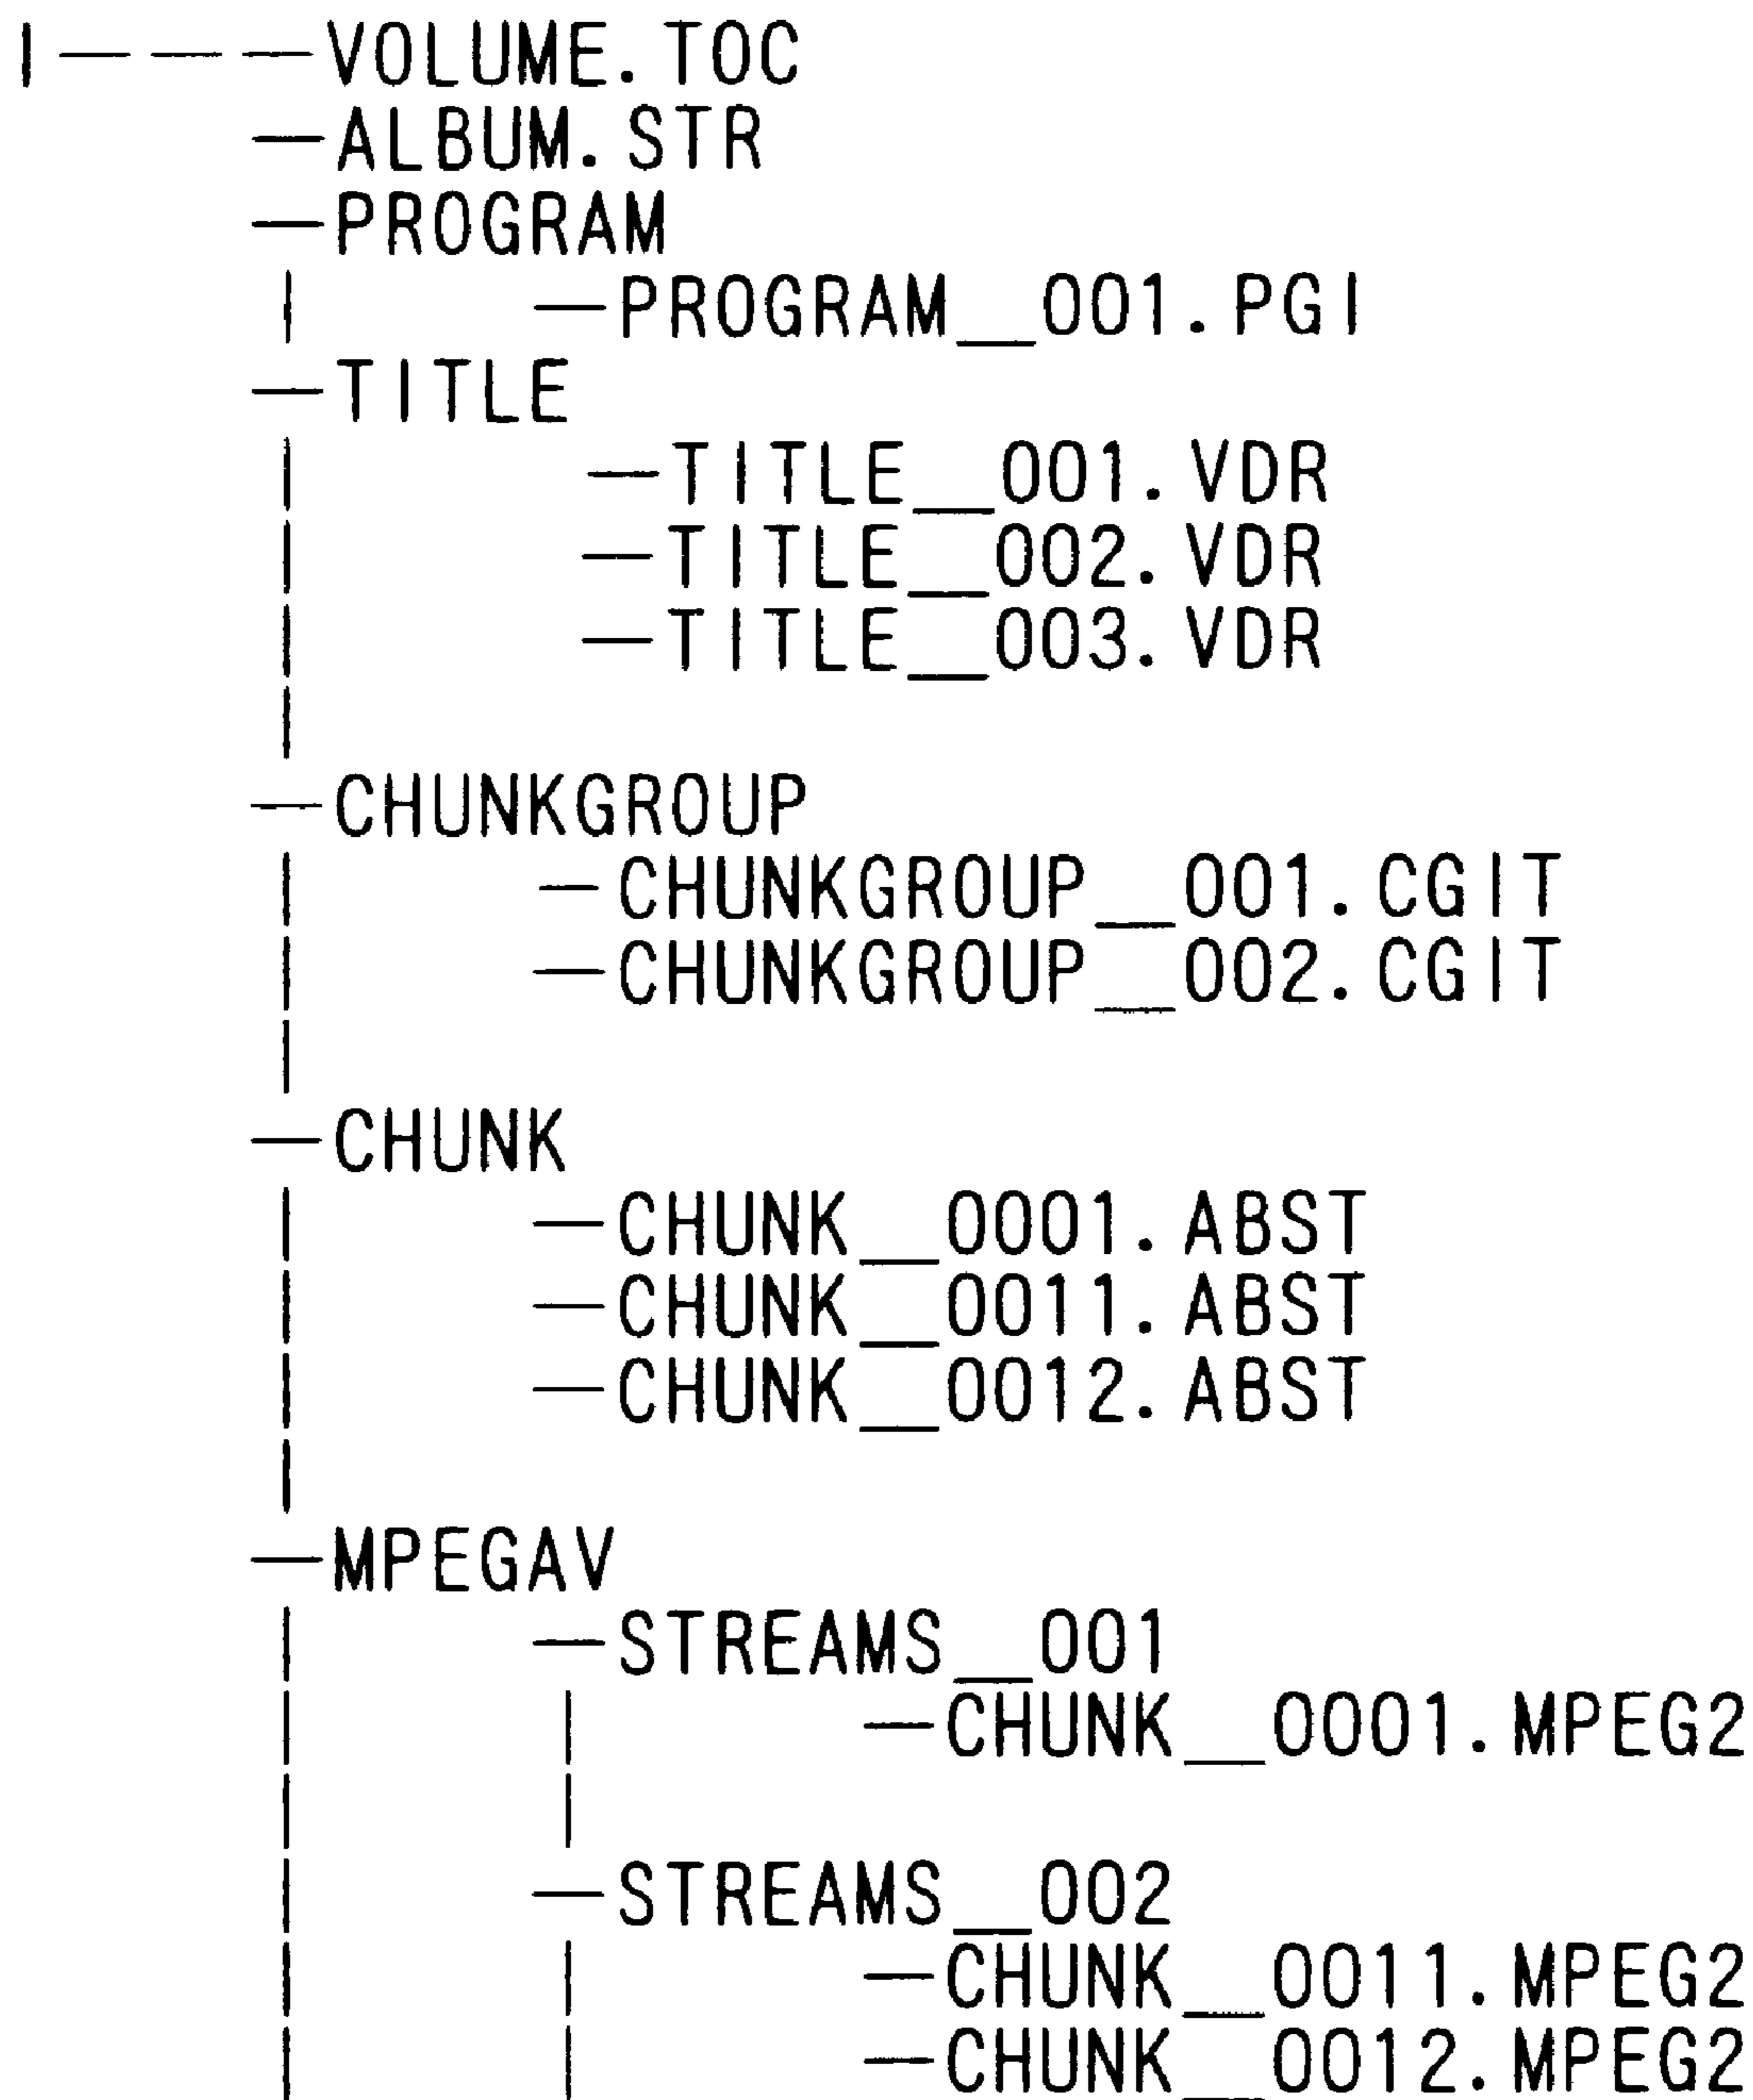 VOLUME.TOC
ALBUM.STR
PROGRAM
PROGRAM__001.PGI
TITLE
TITLE__001.VDR
TITLE__002.VDR
TITLE__003.VDR
CHUNKGROUP
CHUNKGROUP__001.CGIT
CHUNKGROUP__002.CGIT
CHUNK
CHUNK__0001.ABST
CHUNK__0011.ABST
CHUNK__0012.ABST
MPEGAV
STREAMS__001
CHUNK__0001.MPEG2
STREAMS__002
CHUNK__0011.MPEG2
CHUNK__0012.MPEG2